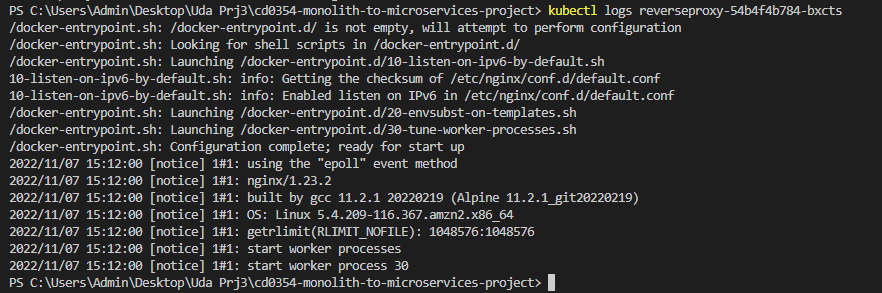 PS C:\Users\Admin\Desktop\Uda Prj3\cd0354-monolith-to-microservices-project> kubectl logs reverseproxy-54b4f4b784-bxcts
/docker-entrypoint.sh: /docker-entrypoint.d/ is not empty, will attempt to perform configuration
/docker-entrypoint.sh: Looking for shell scripts in /docker-entrypoint.d/
/docker-entrypoint.sh: Launching /docker-entrypoint.d/10-listen-on-ipv6-by-default.sh
10-listen-on-ipv6-by-default.sh: info: Getting the checksum of /etc/nginx/conf.d/default.conf
10-listen-on-ipv6-by-default.sh: info: Enabled listen on IPv6 in /etc/nginx/conf.d/default.conf
/docker-entrypoint.sh: Launching /docker-entrypoint.d/20-envsubst-on-templates.sh
/docker-entrypoint.sh: Launching /docker-entrypoint.d/30-tune-worker-processes.sh
/docker-entrypoint.sh: Configuration complete; ready for start up
2022/11/07 15:12:00 [notice] 1#1: using the "epoll" event method
2022/11/07 15:12:00 [notice] 1#1: nginx/1.23.2
2022/11/07 15:12:00 [notice] 1#1: built by gcc 11.2.1 20220219 (Alpine 11.2.1_git20220219)
2022/11/07 15:12:00 [notice] 1#1: OS: Linux 5.4.209-116.367.amzn2.x86_64
2022/11/07 15:12:00 [notice] 1#1: getrlimit(RLIMIT_NOFILE): 1048576:1048576
2022/11/07 15:12:00 [notice] 1#1: start worker processes
2022/11/07 15:12:00 [notice] 1#1: start worker process 30
PS C:\Users\Admin\Desktop\Uda Prj3\cd0354-monolith-to-microservices-project>